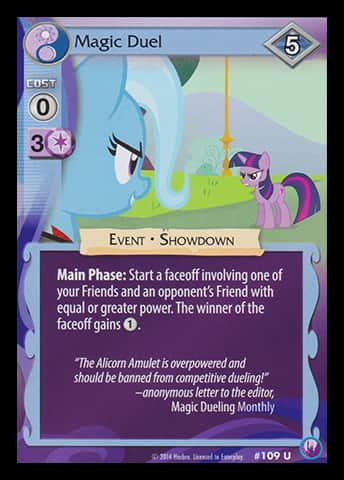 Magic Duel
5
COST
0
3
EVENT • SHOWDOWN
Main Phase: Start a faceoff involving one of
your Friends and an opponent's Friend with
equal or greater power. The winner of the
faceoff gains 1.
"The Alicorn Amulet is overpowered and
should be banned from competitive dueling!"
–anonymous letter to the editor,
Magic Dueling Monthly
© 2014 Hasbro. Licensed to Enterplay.
#109 U